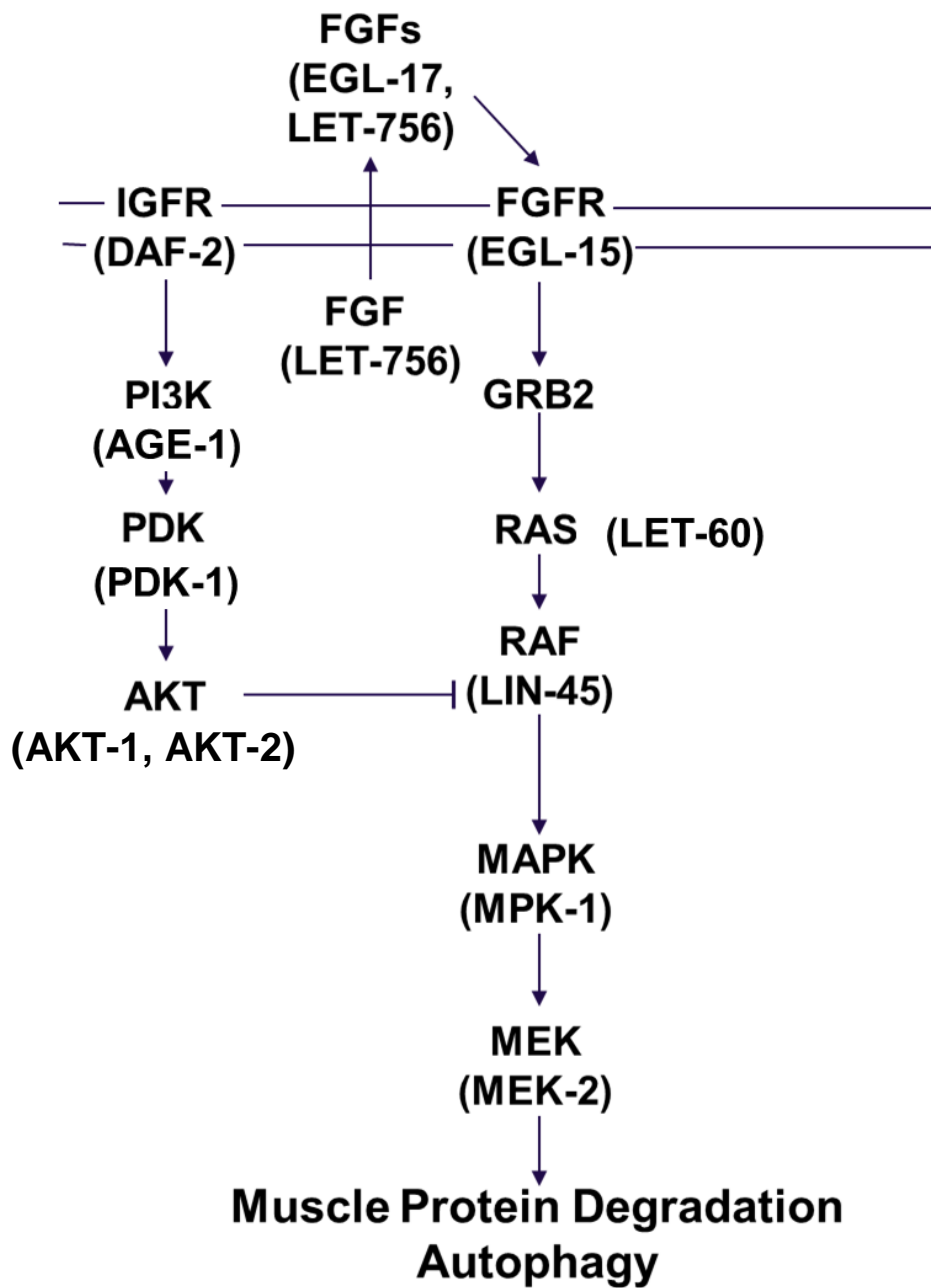 FGFs
(EGL-17,
LET-756)
IGFR
(DAF-2)
FGFR
(EGL-15)
FGF
(LET-756)
PI3K
(AGE-1)
GRB2
PDK
(PDK-1)
RAS (LET-60)
RAF
(LIN-45)
AKT
(AKT-1, AKT-2)
MAPK
(MPK-1)
MEK
(MEK-2)
Muscle Protein Degradation
Autophagy